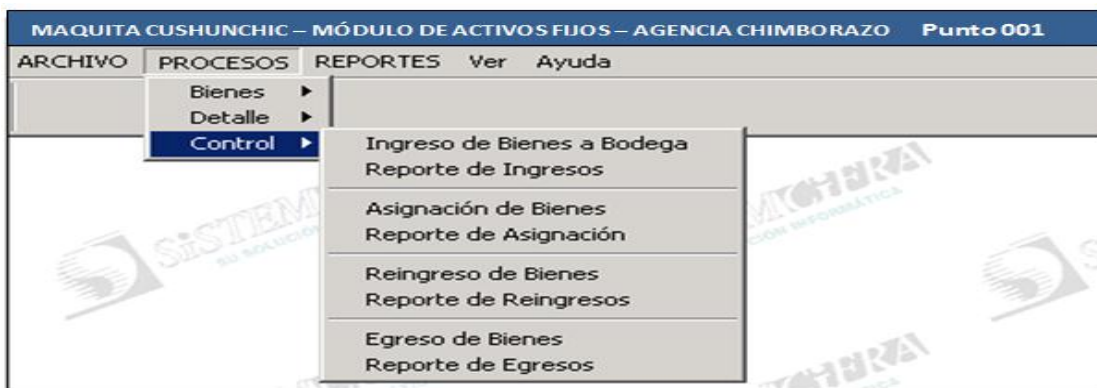 MAQUITA CUSHUNCHIC – MÓDULO DE ACTIVOS FIJOS – AGENCIA CHIMBORAZO Punto 001
ARCHIVO PROCESOS REPORTES Ver Ayuda
Bienes
Detalle
Control
Ingreso de Bienes a Bodega
Reporte de Ingresos
Asignación de Bienes
Reporte de Asignación
Reingreso de Bienes
Reporte de Reingresos
Egreso de Bienes
Reporte de Egresos